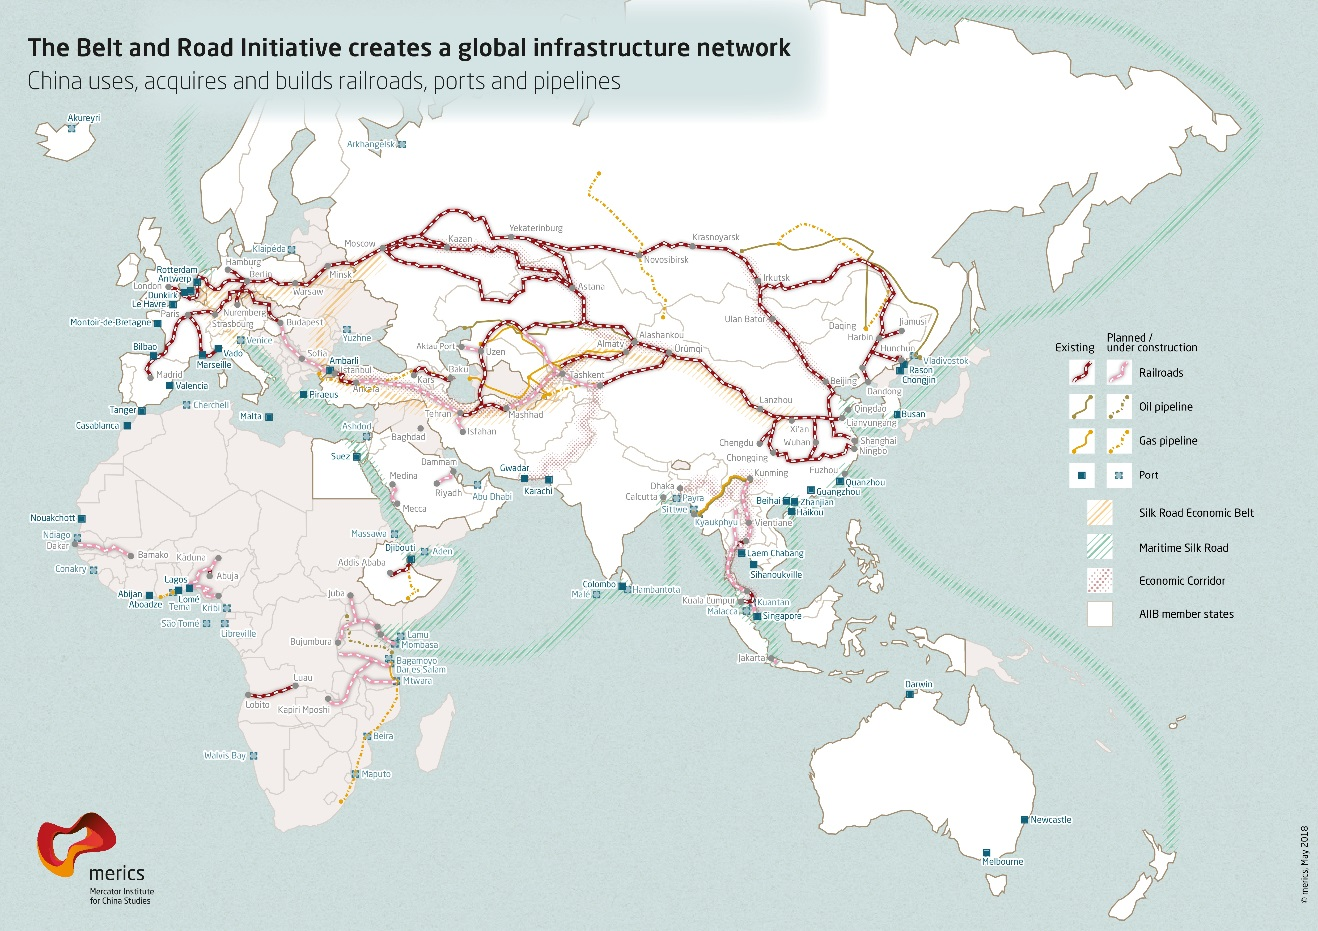 The Belt and Road Initiative creates a global infrastructure network
China uses, acquires and builds railroads, ports and pipelines
Akureyri
Arkhangelsk
Yekaterinburg
Krasnoyarsk
Moscow
Kazan
Klaipėda
Novosibirsk
Hamburg
Rotterdam
Antwerp
Berlin
Minsk
Irkutsk
London
Astana
Dunkirk
Warsaw
Le Havre
Paris
Nuremberg
Ulan Bator
Montoir-de-Bretagne
Strasbourg
Budapest
Daqing
Jiamusi
Yuzhne
Alashankou
Harbin
Venice
Almaty
Ürümqi
Hunchun
Bilbao
Vado
Sofia
Aktau Port
Uzen
Vladivostok
Marseille
Ambarli
Istanbul
Baku
Rason
Madrid
Kars
Tashkent
Beijing
Chongjin
Valencia
Ankara
Dandong
Piraeus
Lanzhou
Tanger
Cherchell
Malta
Tehran
Mashhad
Qingdao
Busan
Casablanca
Ashdod
Isfahan
Xi'an
Lianyungang
Baghdad
Chengdu
Wuhan
Shanghai
Suez
Dammam
Gwadar
Chongqing
Ningbo
Medina
Kunming
Fuzhou
Riyadh
Abu Dhabi
Karachi
Dhaka
Quanzhou
Calcutta
Payra
Beihai
Guangzhou
Mecca
Sittwe
Zhanjian
Haikou
Nouakchott
Kyaukphyu
Vientiane
Ndiago
Massawa
Dakar
Djibouti
Aden
Bamako
Kaduna
Addis Ababa
Laem Chabang
Conakry
Abuja
Sihanoukville
Lagos
Colombo
Hambantota
Abijan
Lomé
Juba
Malé
Aboadze
Tema
Kribi
Kuala Lumpur
Kuantan
Malacca
Singapore
São Tomé
Libreville
Lamu
Bujumbura
Mombasa
Jakarta
Bagamoyo
Dar es Salam
Luau
Mtwara
Darwin
Lobito
Kapiri Mposhi
Beira
Walvis Bay
Maputo
Newcastle
Melbourne
Existing
Planned /
under construction
Railroads
Oil pipeline
Gas pipeline
Port
Silk Road Economic Belt
Maritime Silk Road
Economic Corridor
AIIB member states
merics
Mercator Institute
for China Studies
© merics, May 2018